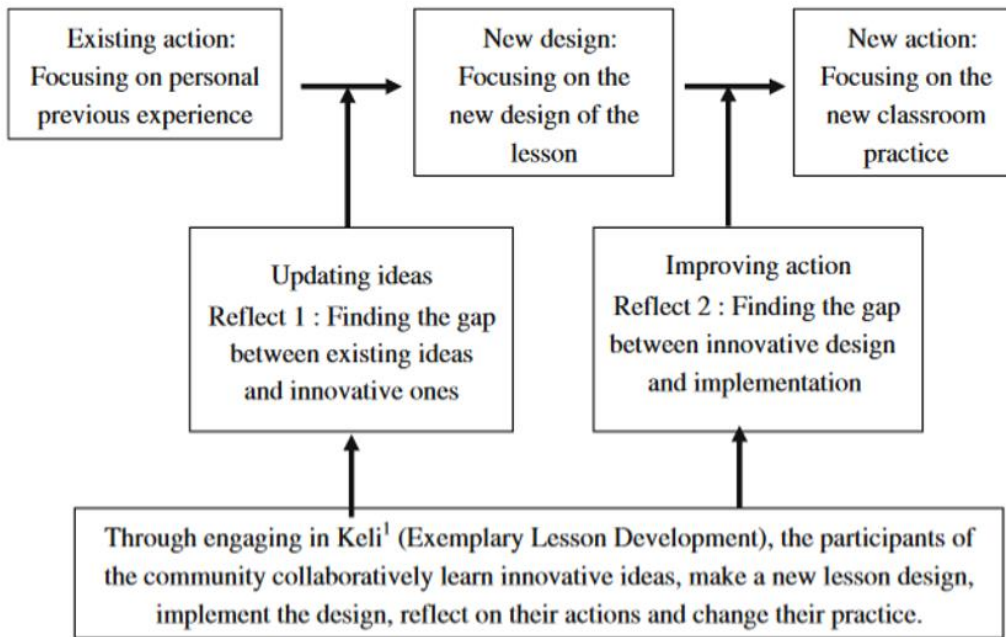 Existing action:
Focusing on personal
previous experience
New design:
Focusing on the
new design of the
lesson
New action:
Focusing on the
new classroom
practice
Updating ideas
Reflect 1 : Finding the gap
between existing ideas
and innovative ones
Improving action
Reflect 2 : Finding the gap
between innovative design
and implementation
Through engaging in Keli¹ (Exemplary Lesson Development), the participants of
the community collaboratively learn innovative ideas, make a new lesson design,
implement the design, reflect on their actions and change their practice.